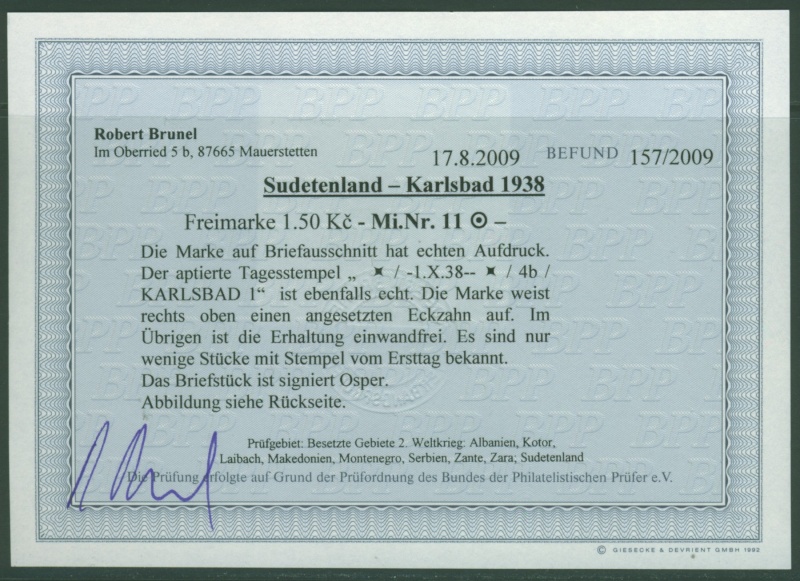 Robert Brunel
Im Oberried 5 b, 87665 Mauerstetten
17.8.2009 BEFUND 157/2009
Sudetenland – Karlsbad 1938
Freimarke 1.50 Kč - Mi.Nr. 11 ⊙ –
Die Marke auf Briefausschnitt hat echten Aufdruck.
Der aptierte Tagesstempel „ ✶ / -1.X.38-- ✶ / 4b /
KARLSBAD 1“ ist ebenfalls echt. Die Marke weist
rechts oben einen angesetzten Eckzahn auf. Im
Übrigen ist die Erhaltung einwandfrei. Es sind nur
wenige Stücke mit Stempel vom Ersttag bekannt.
Das Briefstück ist signiert Osper.
Abbildung siehe Rückseite.
Prüfgebiet: Besetzte Gebiete 2. Weltkrieg: Albanien, Kotor,
Laibach, Makedonien, Montenegro, Serbien, Zante, Zara; Sudetenland
Die Prüfung erfolgte auf Grund der Prüfordnung des Bundes der Philatelistischen Prüfer e.V.
© GIESECKE & DEVRIENT GMBH 1992